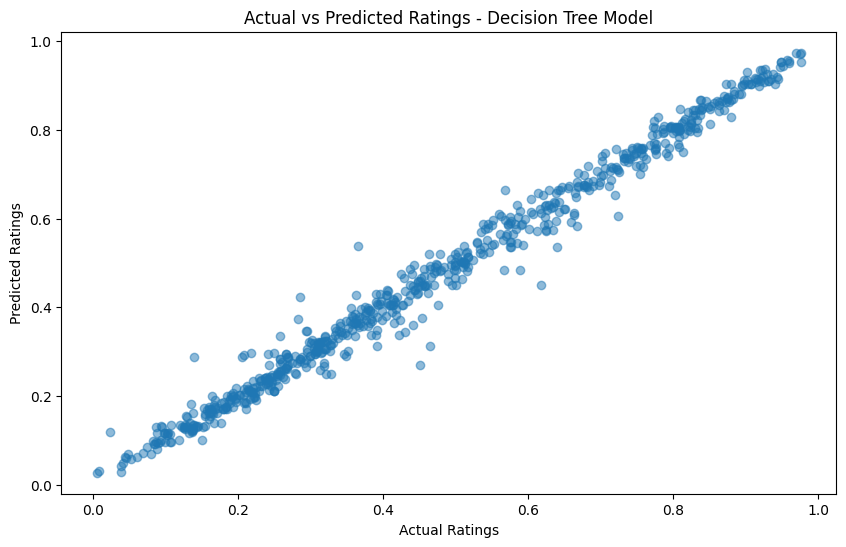 Actual vs Predicted Ratings - Decision Tree Model
1.0
0.8
0.6
0.4
0.2
0.0
Predicted Ratings
0.0 0.2 0.4 0.6 0.8 1.0
Actual Ratings